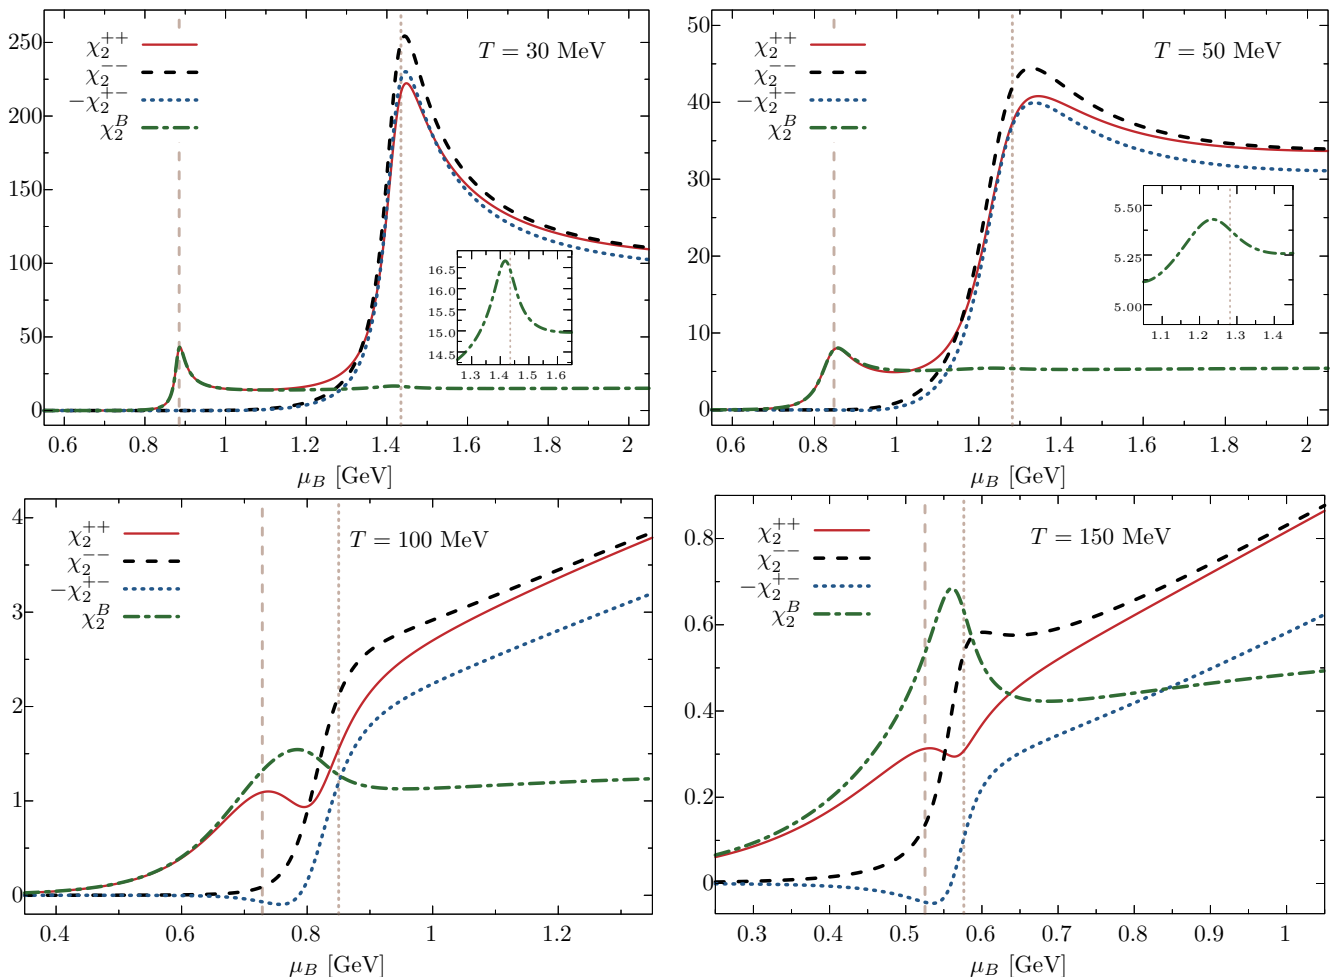 T = 30 MeV
χ₂⁺⁺
χ₂⁻⁻
−χ₂⁺⁻
χ₂ᴮ
250
200
150
100
50
0
16.5
16.0
15.5
15.0
14.5
1.3 1.4 1.5 1.6
0.6 0.8 1 1.2 1.4 1.6 1.8 2
μ_B [GeV]
T = 50 MeV
χ₂⁺⁺
χ₂⁻⁻
−χ₂⁺⁻
χ₂ᴮ
50
40
30
20
10
0
5.50
5.25
5.00
1.1 1.2 1.3 1.4
0.6 0.8 1 1.2 1.4 1.6 1.8 2
μ_B [GeV]
T = 100 MeV
χ₂⁺⁺
χ₂⁻⁻
−χ₂⁺⁻
χ₂ᴮ
4
3
2
1
0
0.4 0.6 0.8 1 1.2
μ_B [GeV]
T = 150 MeV
χ₂⁺⁺
χ₂⁻⁻
−χ₂⁺⁻
χ₂ᴮ
0.8
0.6
0.4
0.2
0
0.3 0.4 0.5 0.6 0.7 0.8 0.9 1
μ_B [GeV]